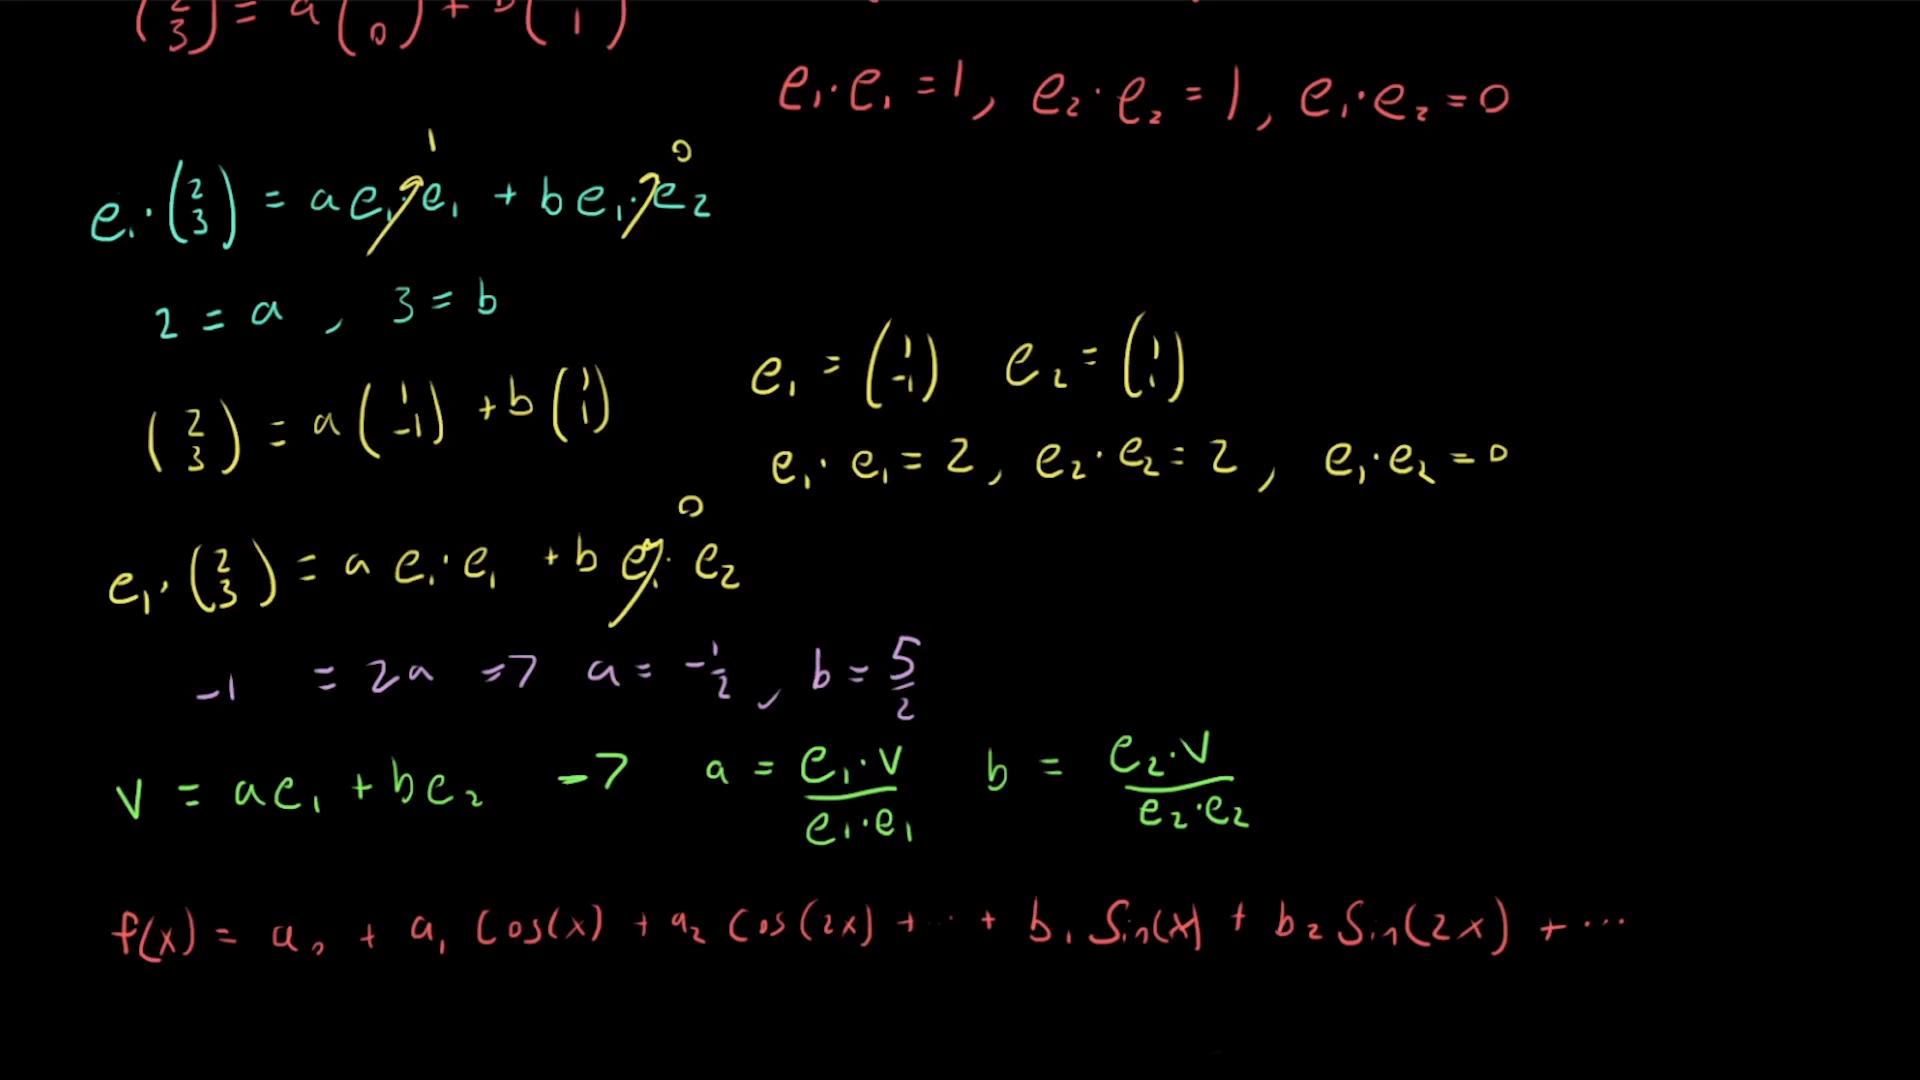 (2 3) = a (1 0) + b (0 1)
e₁·e₁ = 1, e₂·e₂ = 1, e₁·e₂ = 0
1 0
e₁·(2 3) = a e₁·e₁ + b e₁·e₂
2 = a , 3 = b
e₁ = (1 -1) e₂ = (1 1)
(2 3) = a (1 -1) + b (1 1)
e₁·e₁ = 2, e₂·e₂ = 2, e₁·e₂ = 0
0
e₁·(2 3) = a e₁·e₁ + b e₁·e₂
-1 = 2a => a = -1/2, b = 5/2
v = ae₁ + be₂ -> a = e₁·v / e₁·e₁ b = e₂·v / e₂·e₂
f(x) = a₀ + a₁ cos(x) + a₂ cos(2x) + ... + b₁ sin(x) + b₂ sin(2x) + ...